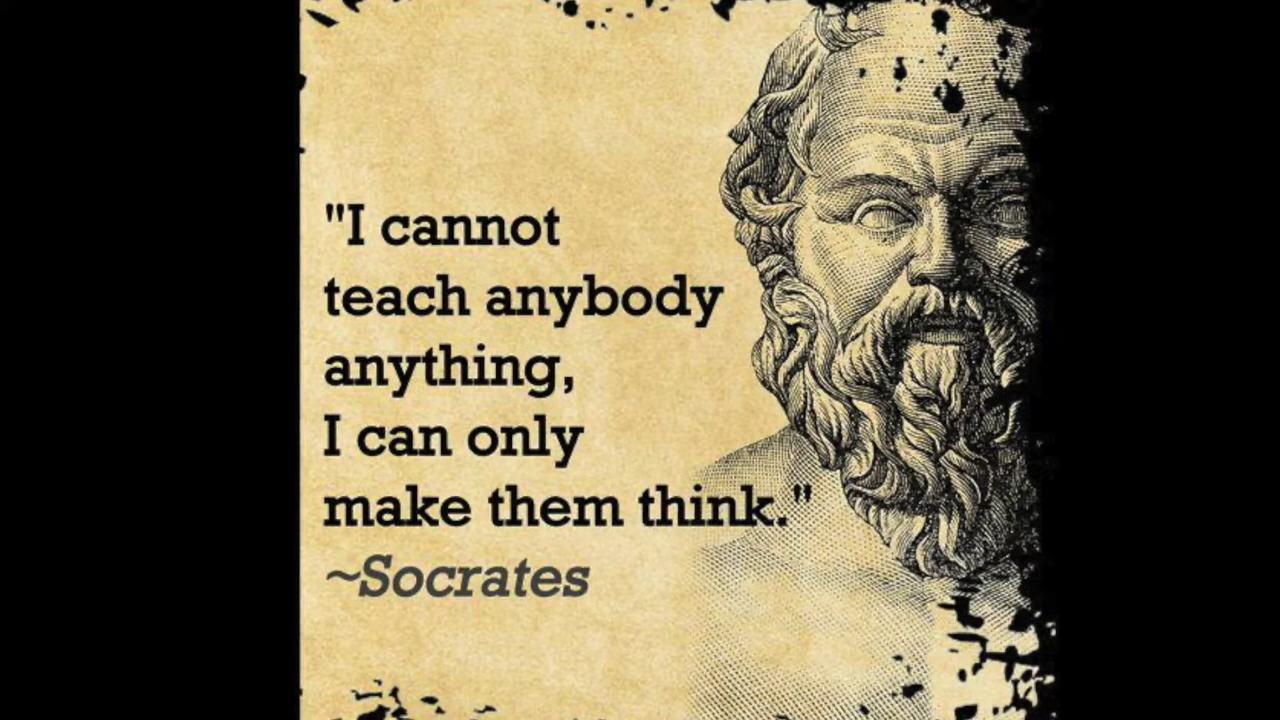 "I cannot
teach anybody
anything,
I can only
make them think."
~Socrates